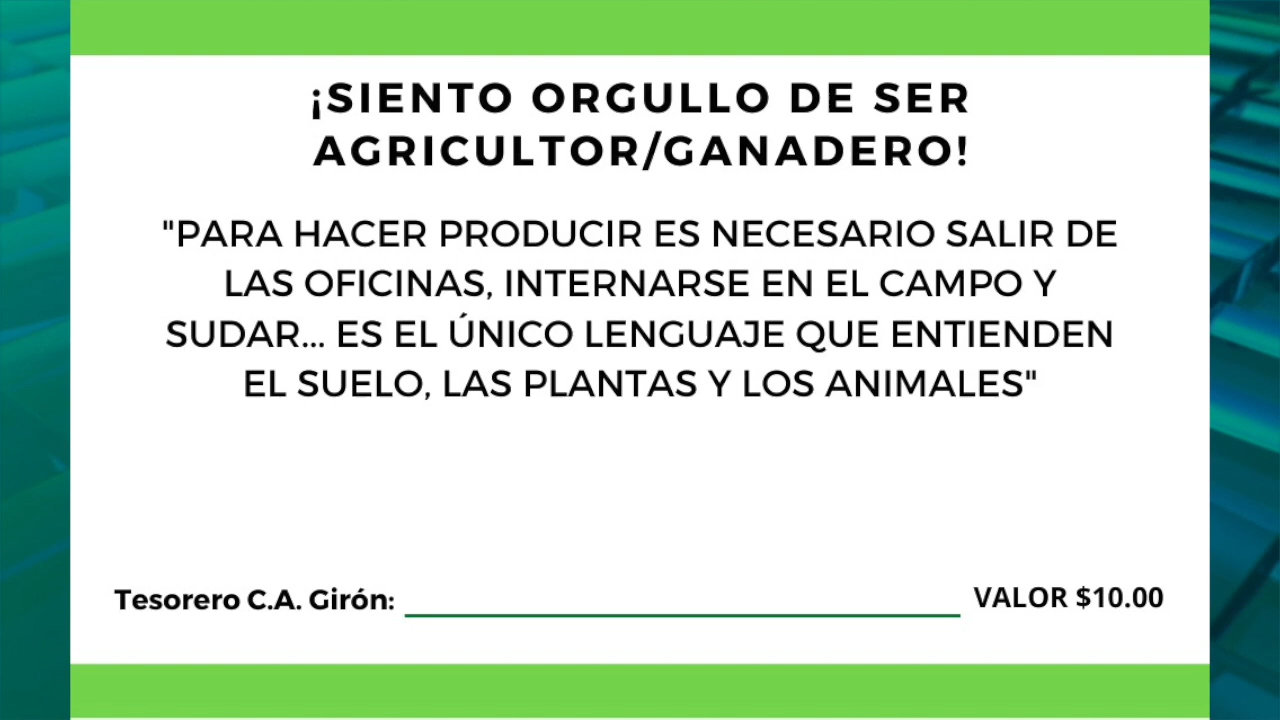 ¡SIENTO ORGULLO DE SER
AGRICULTOR/GANADERO!
"PARA HACER PRODUCIR ES NECESARIO SALIR DE
LAS OFICINAS, INTERNARSE EN EL CAMPO Y
SUDAR... ES EL ÚNICO LENGUAJE QUE ENTIENDEN
EL SUELO, LAS PLANTAS Y LOS ANIMALES"
Tesorero C.A. Girón: VALOR $10.00